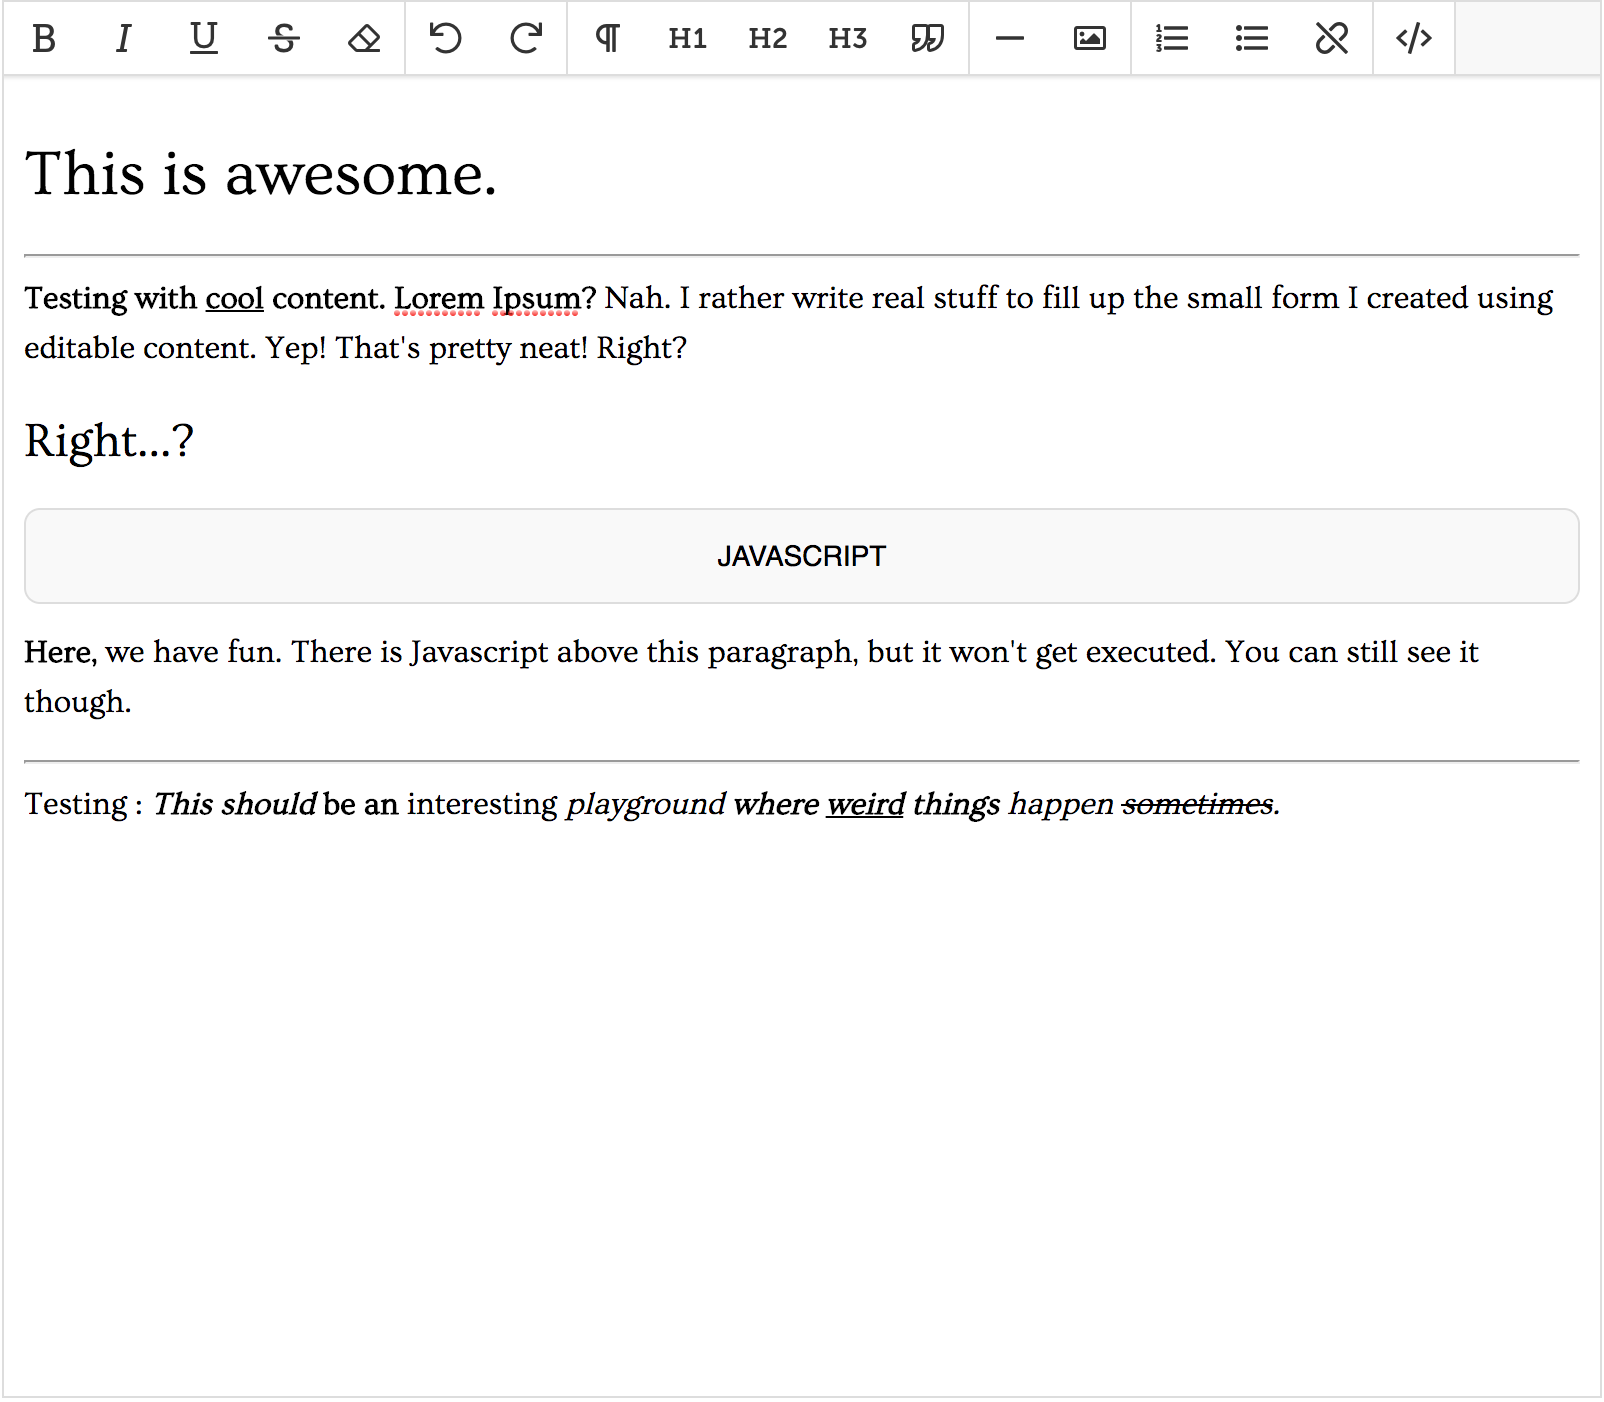 B I U S ¶ H1 H2 H3 </>
This is awesome.
Testing with cool content. Lorem Ipsum? Nah. I rather write real stuff to fill up the small form I created using
editable content. Yep! That's pretty neat! Right?
Right...?
JAVASCRIPT
Here, we have fun. There is Javascript above this paragraph, but it won't get executed. You can still see it
though.
Testing : This should be an interesting playground where weird things happen sometimes.